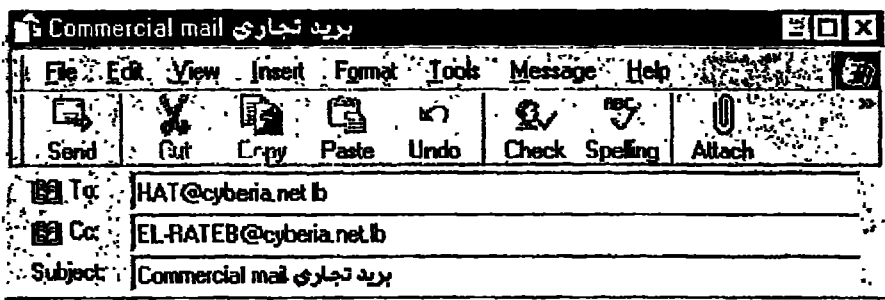 Commercial mail بريد تجاري
File Edit View Insert Format Tools Message Help
Send Cut Copy Paste Undo Check Spelling Attach
To: HAT@cyberia.net.lb
Cc: EL-RATEB@cyberia.net.lb
Subject: Commercial mail بريد تجاري